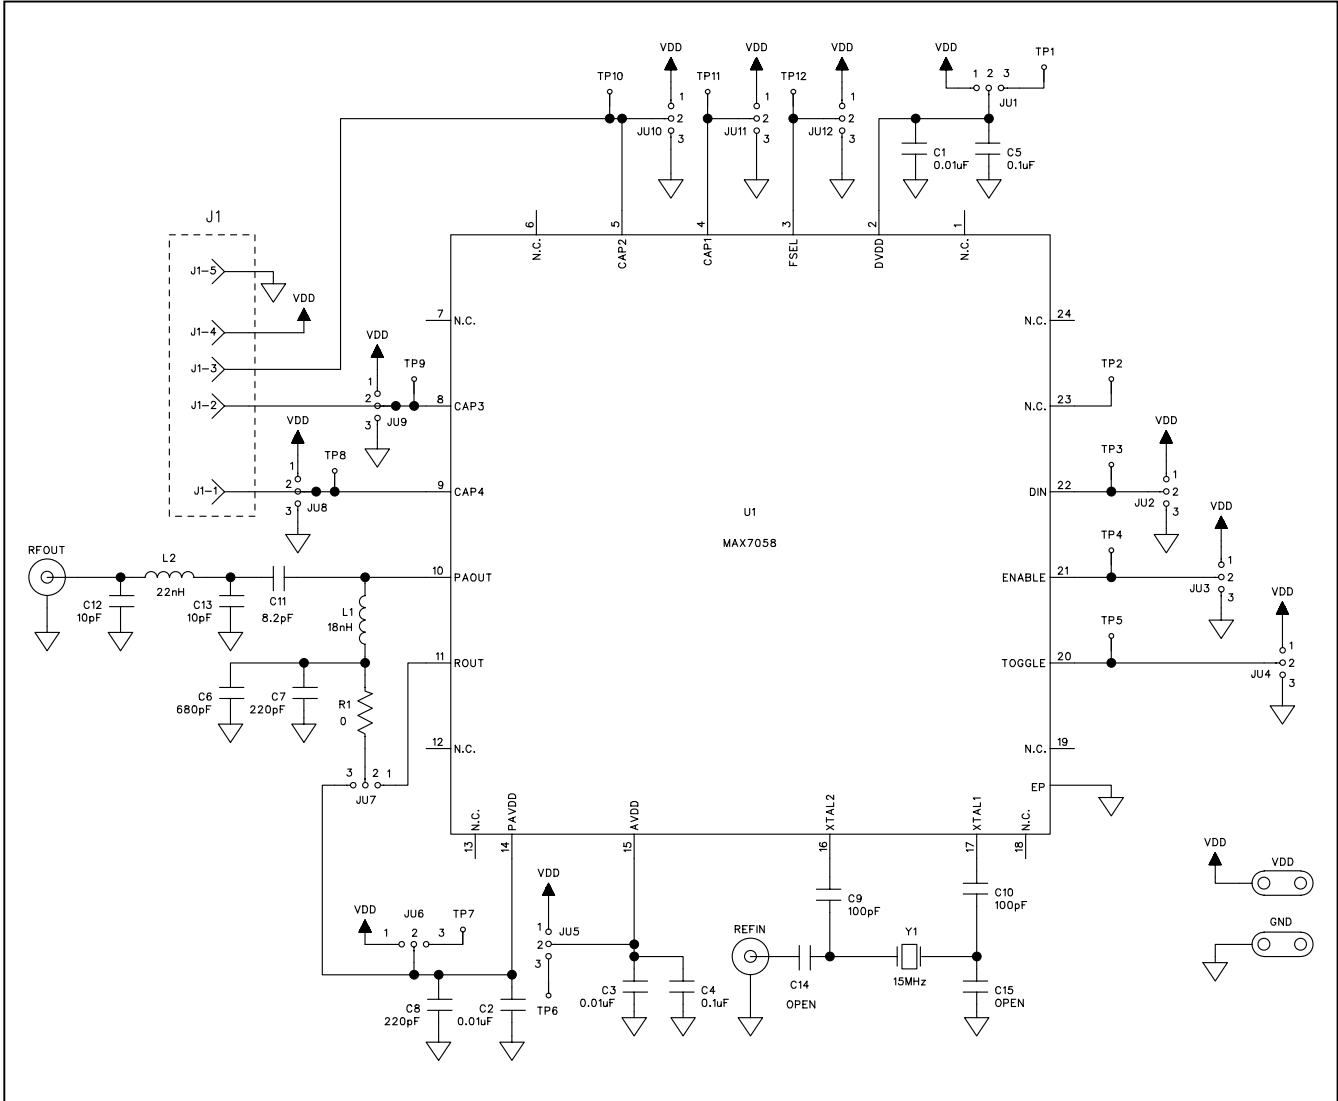 VDD VDD VDD VDD TP1
TP10 TP11 TP12 1 2 3
1 1 1 JU1
2 2 2
JU10 3 JU11 3 JU12 3
C1 0.01uF
C5 0.1uF
J1
6 5 4 3 2 1
N.C. CAP2 CAP1 FSEL DVDD N.C.
J1-5
VDD
J1-4
J1-3
J1-2
J1-1
7 N.C.
N.C. 24
VDD
TP9
1
2
3 JU9
8 CAP3
TP2
N.C. 23
VDD
TP8
1
2
3 JU8
9 CAP4
TP3
VDD
DIN 22
1
2
JU2 3
U1
MAX7058
RFOUT
L2
22nH
C12
10pF
C13
10pF
C11
8.2pF
10 PAOUT
L1
18nH
TP4
VDD
ENABLE 21
1
2
JU3 3
TP5
VDD
TOGGLE 20
1
2
JU4 3
11 ROUT
C6
680pF
C7
220pF
R1
0
12 N.C.
N.C. 19
3 2 1
JU7
EP
N.C. PAVDD AVDD XTAL2 XTAL1 N.C.
13 14 15 16 17 18
VDD
JU6
TP7
1 2 3
VDD
1
2
3
JU5
TP6
C8
220pF
C2
0.01uF
C3
0.01uF
C4
0.1uF
C9
100pF
C10
100pF
REFIN
C14
OPEN
Y1
15MHz
C15
OPEN
VDD
VDD
GND